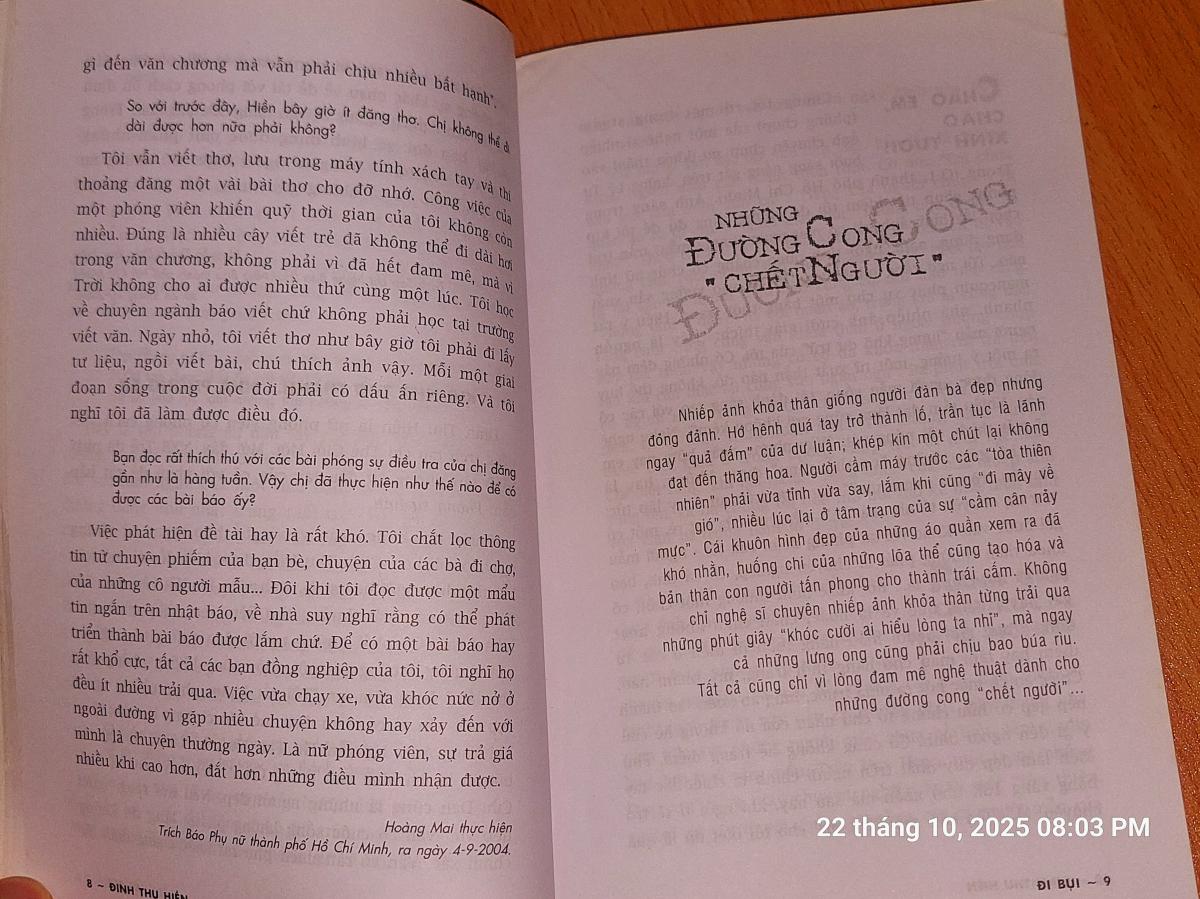 gì đến văn chương mà vẫn phải chịu nhiều bất hạnh".
So với trước đây, Hiền bây giờ ít đăng thơ. Chị không thể đi
dài được hơn nữa phải không?
Tôi vẫn viết thơ, lưu trong máy tính xách tay và thi
thoảng đăng một vài bài thơ cho đỡ nhớ. Công việc của
một phóng viên khiến quỹ thời gian của tôi không còn
nhiều. Đúng là nhiều cây viết trẻ đã không thể đi dài hơi
trong văn chương, không phải vì đã hết đam mê, mà vì
Trời không cho ai được nhiều thứ cùng một lúc. Tôi học
về chuyên ngành báo viết chứ không phải học tại trường
viết văn. Ngày nhỏ, tôi viết thơ như bây giờ tôi phải đi lấy
tư liệu, ngồi viết bài, chú thích ảnh vậy. Mỗi một giai
đoạn sống trong cuộc đời phải có dấu ấn riêng. Và tôi
nghĩ tôi đã làm được điều đó.
Bạn đọc rất thích thú với các bài phóng sự điều tra của chị đăng
gần như là hàng tuần. Vậy chị đã thực hiện như thế nào để có
được các bài báo ấy?
Việc phát hiện đề tài hay là rất khó. Tôi chắt lọc thông
tin từ chuyện phiếm của bạn bè, chuyện của các bà đi chợ,
của những cô người mẫu... Đôi khi tôi đọc được một mẩu
tin ngắn trên nhật báo, về nhà suy nghĩ rằng có thể phát
triển thành bài báo được lắm chứ. Để có một bài báo hay
rất khổ cực, tất cả các bạn đồng nghiệp của tôi, tôi nghĩ họ
đều ít nhiều trải qua. Việc vừa chạy xe, vừa khóc nức nở ở
ngoài đường vì gặp nhiều chuyện không hay xảy đến với
mình là chuyện thường ngày. Là nữ phóng viên, sự trả giá
nhiều khi cao hơn, đắt hơn những điều mình nhận được.
Hoàng Mai thực hiện
Trích Báo Phụ nữ thành phố Hồ Chí Minh, ra ngày 4-9-2004.
8 ~ ĐINH THU HIỀN
NHỮNG
ĐƯỜNG CONG
"CHẾT NGƯỜI"
Nhiếp ảnh khỏa thân giống người đàn bà đẹp nhưng
đỏng đảnh. Hớ hênh quá tay trở thành lố, trần tục là lãnh
ngay "quả đấm" của dư luận; khép kín một chút lại không
đạt đến thăng hoa. Người cầm máy trước các "tòa thiên
nhiên" phải vừa tỉnh vừa say, lắm khi cũng "đi mây về
gió", nhiều lúc lại ở tâm trạng của sự "cầm cân nảy
mực". Cái khuôn hình đẹp của những áo quần xem ra đã
khó nhằn, huống chi của những lõa thể cũng tạo hóa và
bản thân con người tấn phong cho thành trái cấm. Không
chỉ nghệ sĩ chuyên nhiếp ảnh khỏa thân từng trải qua
những phút giây "khóc cười ai hiểu lòng ta nhỉ", mà ngay
cả những lưng ong cũng phải chịu bao búa rìu.
Tất cả cũng chỉ vì lòng đam mê nghệ thuật dành cho
những đường cong "chết người"...
ĐI BỤI ~ 9
22 tháng 10, 2025 08:03 PM